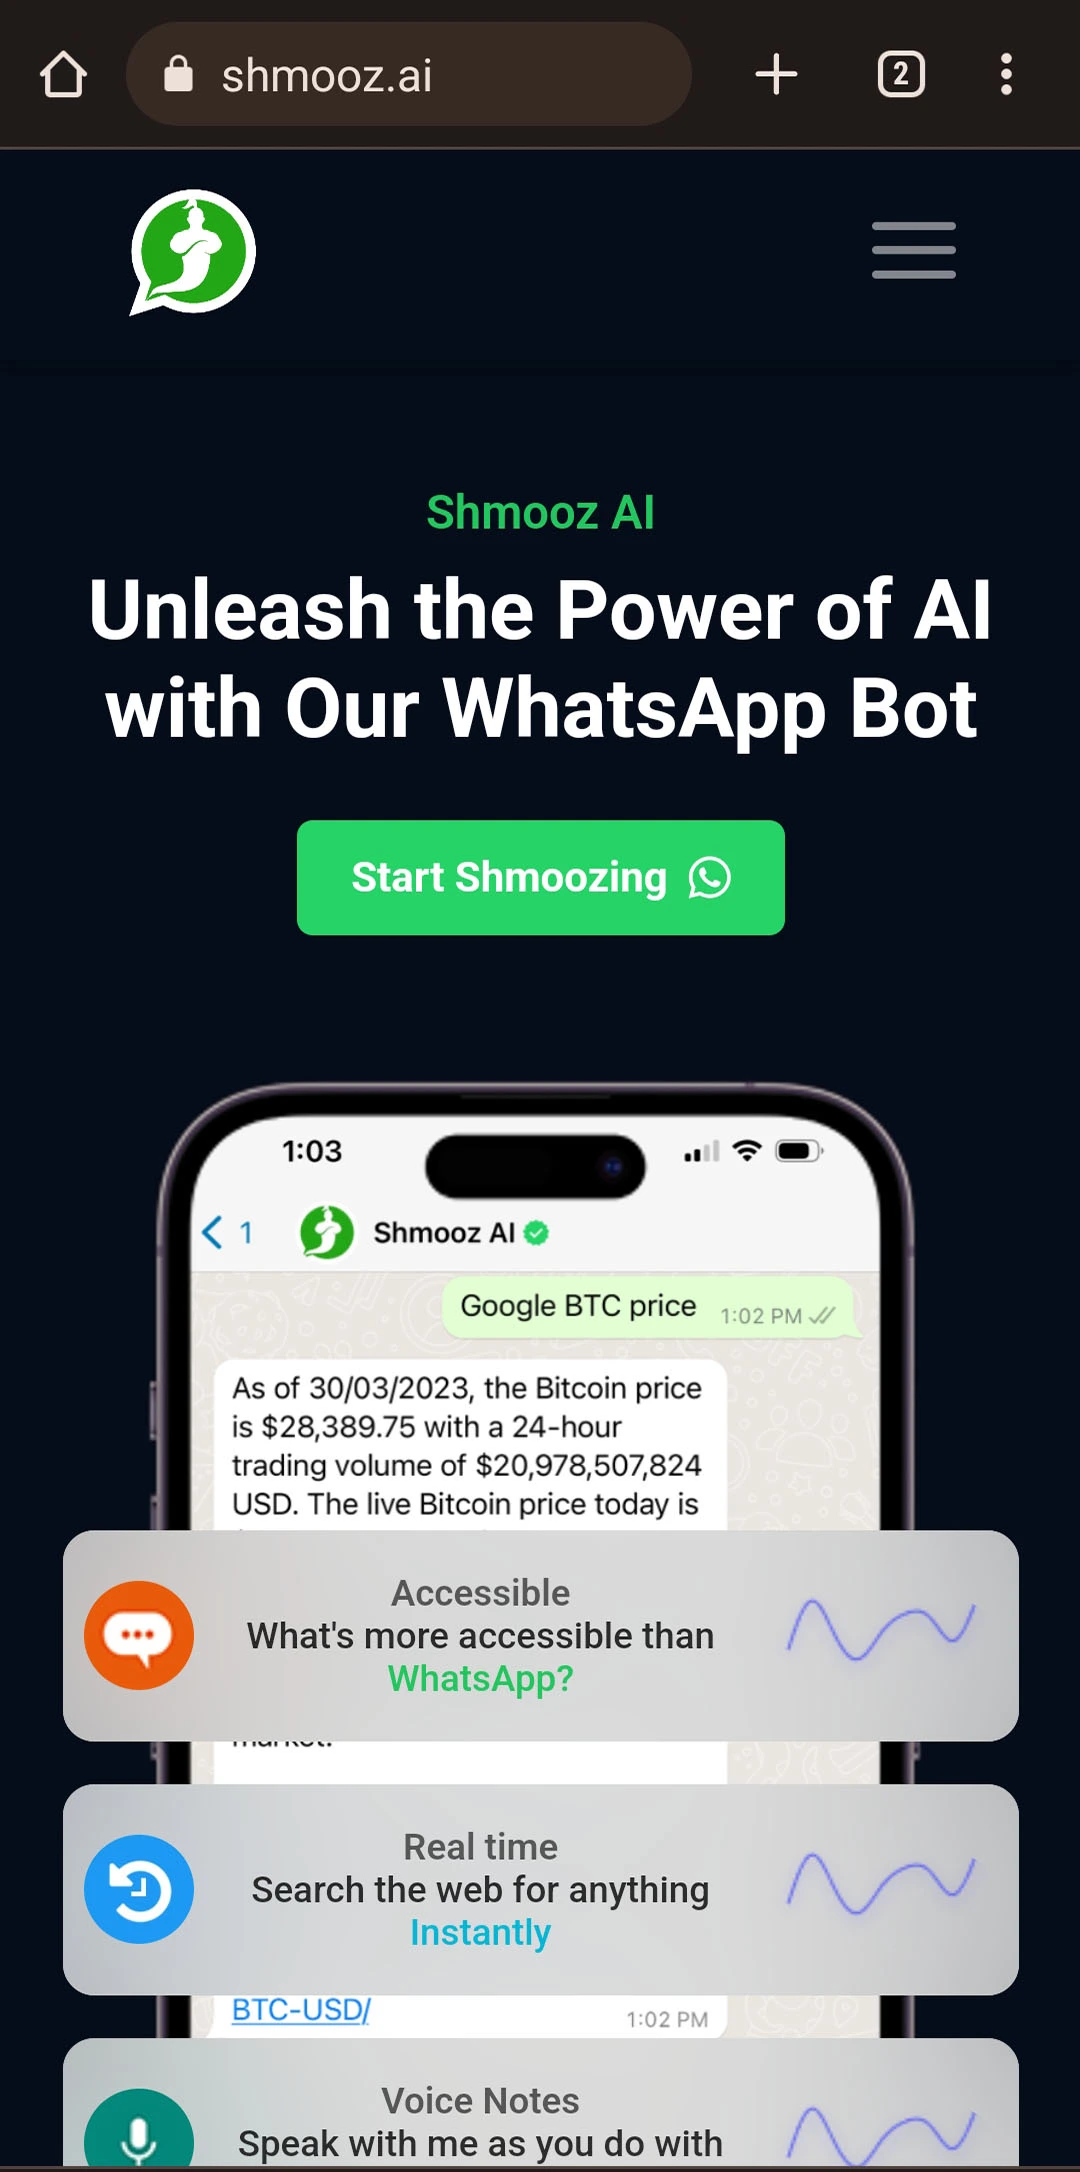 shmooz.ai
2
Shmooz AI
Unleash the Power of AI
with Our WhatsApp Bot
Start Shmoozing
1:03
1
Shmooz AI
Google BTC price
1:02 PM
As of 30/03/2023, the Bitcoin price
is $28,389.75 with a 24-hour
trading volume of $20,978,507,824
USD. The live Bitcoin price today is
Accessible
What's more accessible than
WhatsApp?
market.
Real time
Search the web for anything
Instantly
BTC-USD/
1:02 PM
Voice Notes
Speak with me as you do with